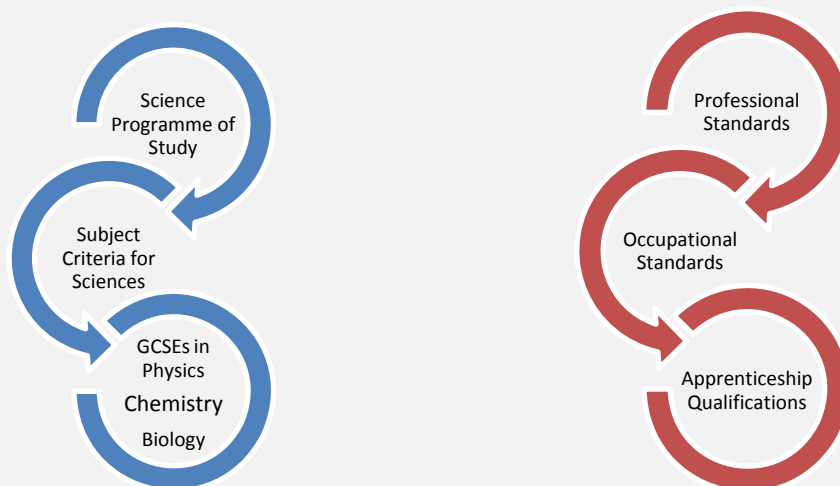 Science
Programme of
Study
Subject
Criteria for
Sciences
GCSEs in
Physics
Chemistry
Biology
Professional
Standards
Occupational
Standards
Apprenticeship
Qualifications